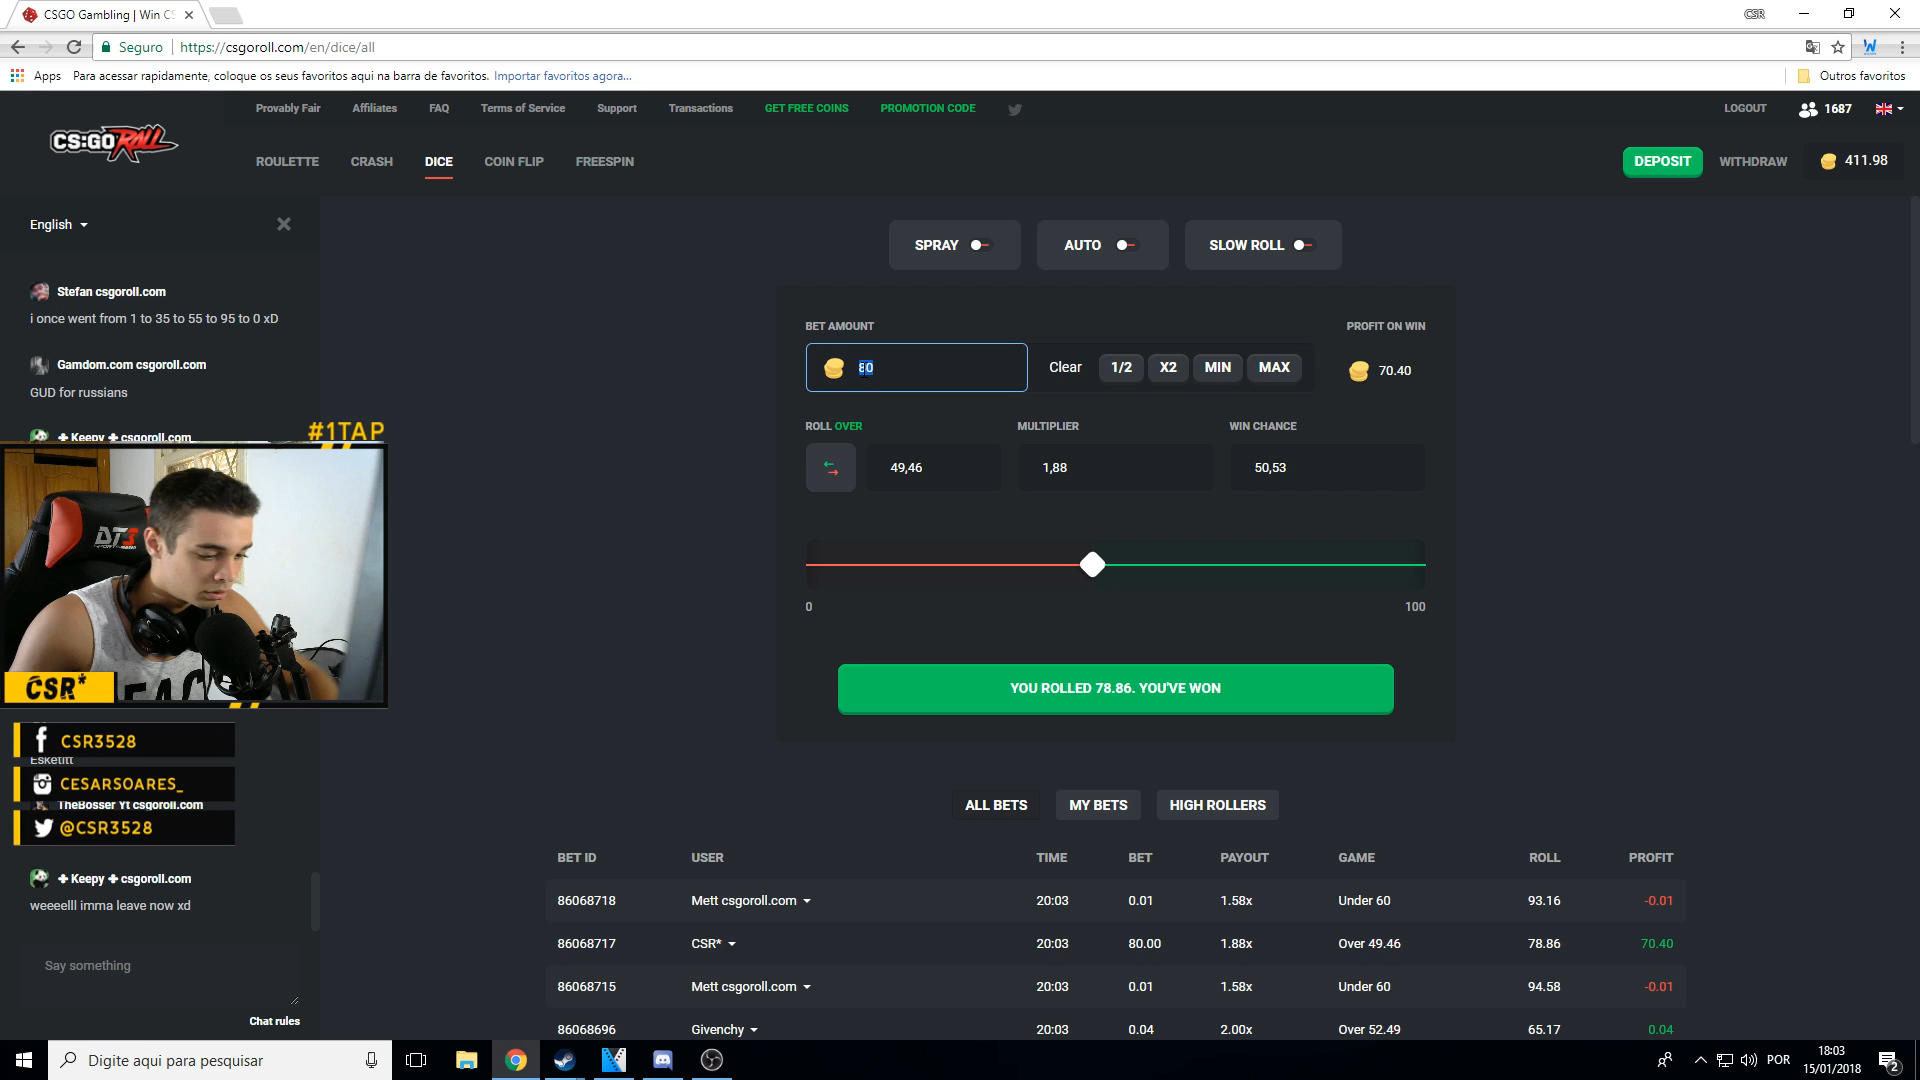 CSGO Gambling | Win CS
CSR
Seguro
https://csgoroll.com/en/dice/all
Apps
Para acessar rapidamente, coloque os seus favoritos aqui na barra de favoritos. Importar favoritos agora...
Outros favoritos
Provably Fair
Affiliates
FAQ
Terms of Service
Support
Transactions
GET FREE COINS
PROMOTION CODE
LOGOUT
1687
CS:GO ROLL
ROULETTE
CRASH
DICE
COIN FLIP
FREESPIN
DEPOSIT
WITHDRAW
411.98
English
SPRAY
AUTO
SLOW ROLL
Stefan csgoroll.com
i once went from 1 to 35 to 55 to 95 to 0 xD
Gamdom.com csgoroll.com
GUD for russians
Keepy csgoroll.com
#1TAP
DT3
CSR*
CSR3528
Esketitt
CESARSOARES_
TheBosser Yt csgoroll.com
@CSR3528
Keepy csgoroll.com
weeeelll imma leave now xd
Say something
Chat rules
BET AMOUNT
PROFIT ON WIN
80
Clear
1/2
X2
MIN
MAX
70.40
ROLL OVER
MULTIPLIER
WIN CHANCE
49,46
1,88
50,53
0
100
YOU ROLLED 78.86. YOU'VE WON
ALL BETS
MY BETS
HIGH ROLLERS
BET ID USER TIME BET PAYOUT GAME ROLL PROFIT
86068718 Mett csgoroll.com 20:03 0.01 1.58x Under 60 93.16 -0.01
86068717 CSR* 20:03 80.00 1.88x Over 49.46 78.86 70.40
86068715 Mett csgoroll.com 20:03 0.01 1.58x Under 60 94.58 -0.01
86068696 Givenchy 20:03 0.04 2.00x Over 52.49 65.17 0.04
Digite aqui para pesquisar
POR
18:03
15/01/2018
2